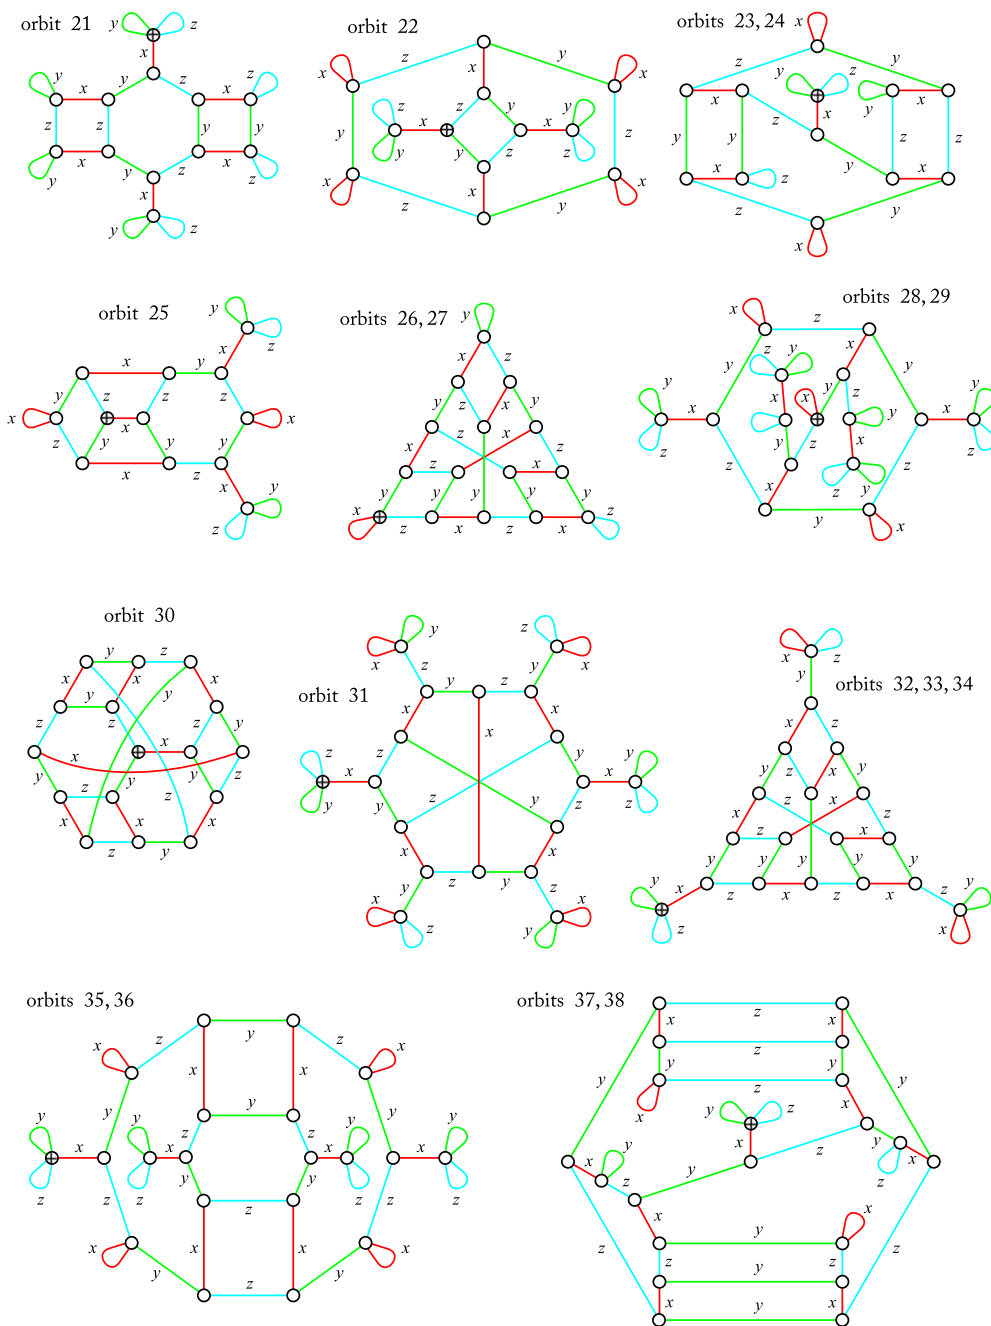 orbit 21
orbit 22
orbits 23, 24
y z x y z y z x x z z y y x x y z y z x y z
x z y x x z y z x y x y z y y z x z x x z y x
x z y y z x y x z y y z x z x z y x
orbit 25
orbits 26, 27
orbits 28, 29
y z x x y z y x z x y z x y z x y z
y x z y x y z x y z x z y y y y x z x z x z
x z z y y x x y z x y x z y y x z z x y z y x
orbit 30
orbit 31
orbits 32, 33, 34
y z x y x y x z z y x y x z y z z x x z y
y z x z y x y z x x x z y z x y z y x y x z y x z y x z x y
x z y x z y z x y x z y z x y y y y x z x z x z y z y x
orbits 35, 36
orbits 37, 38
x z y z x y x x y y y y x y z x z y x y x z z z y y z z z x x x x y z y
z x x z y y y x z y z x y x z y x z y z x y x z y z y z x x y